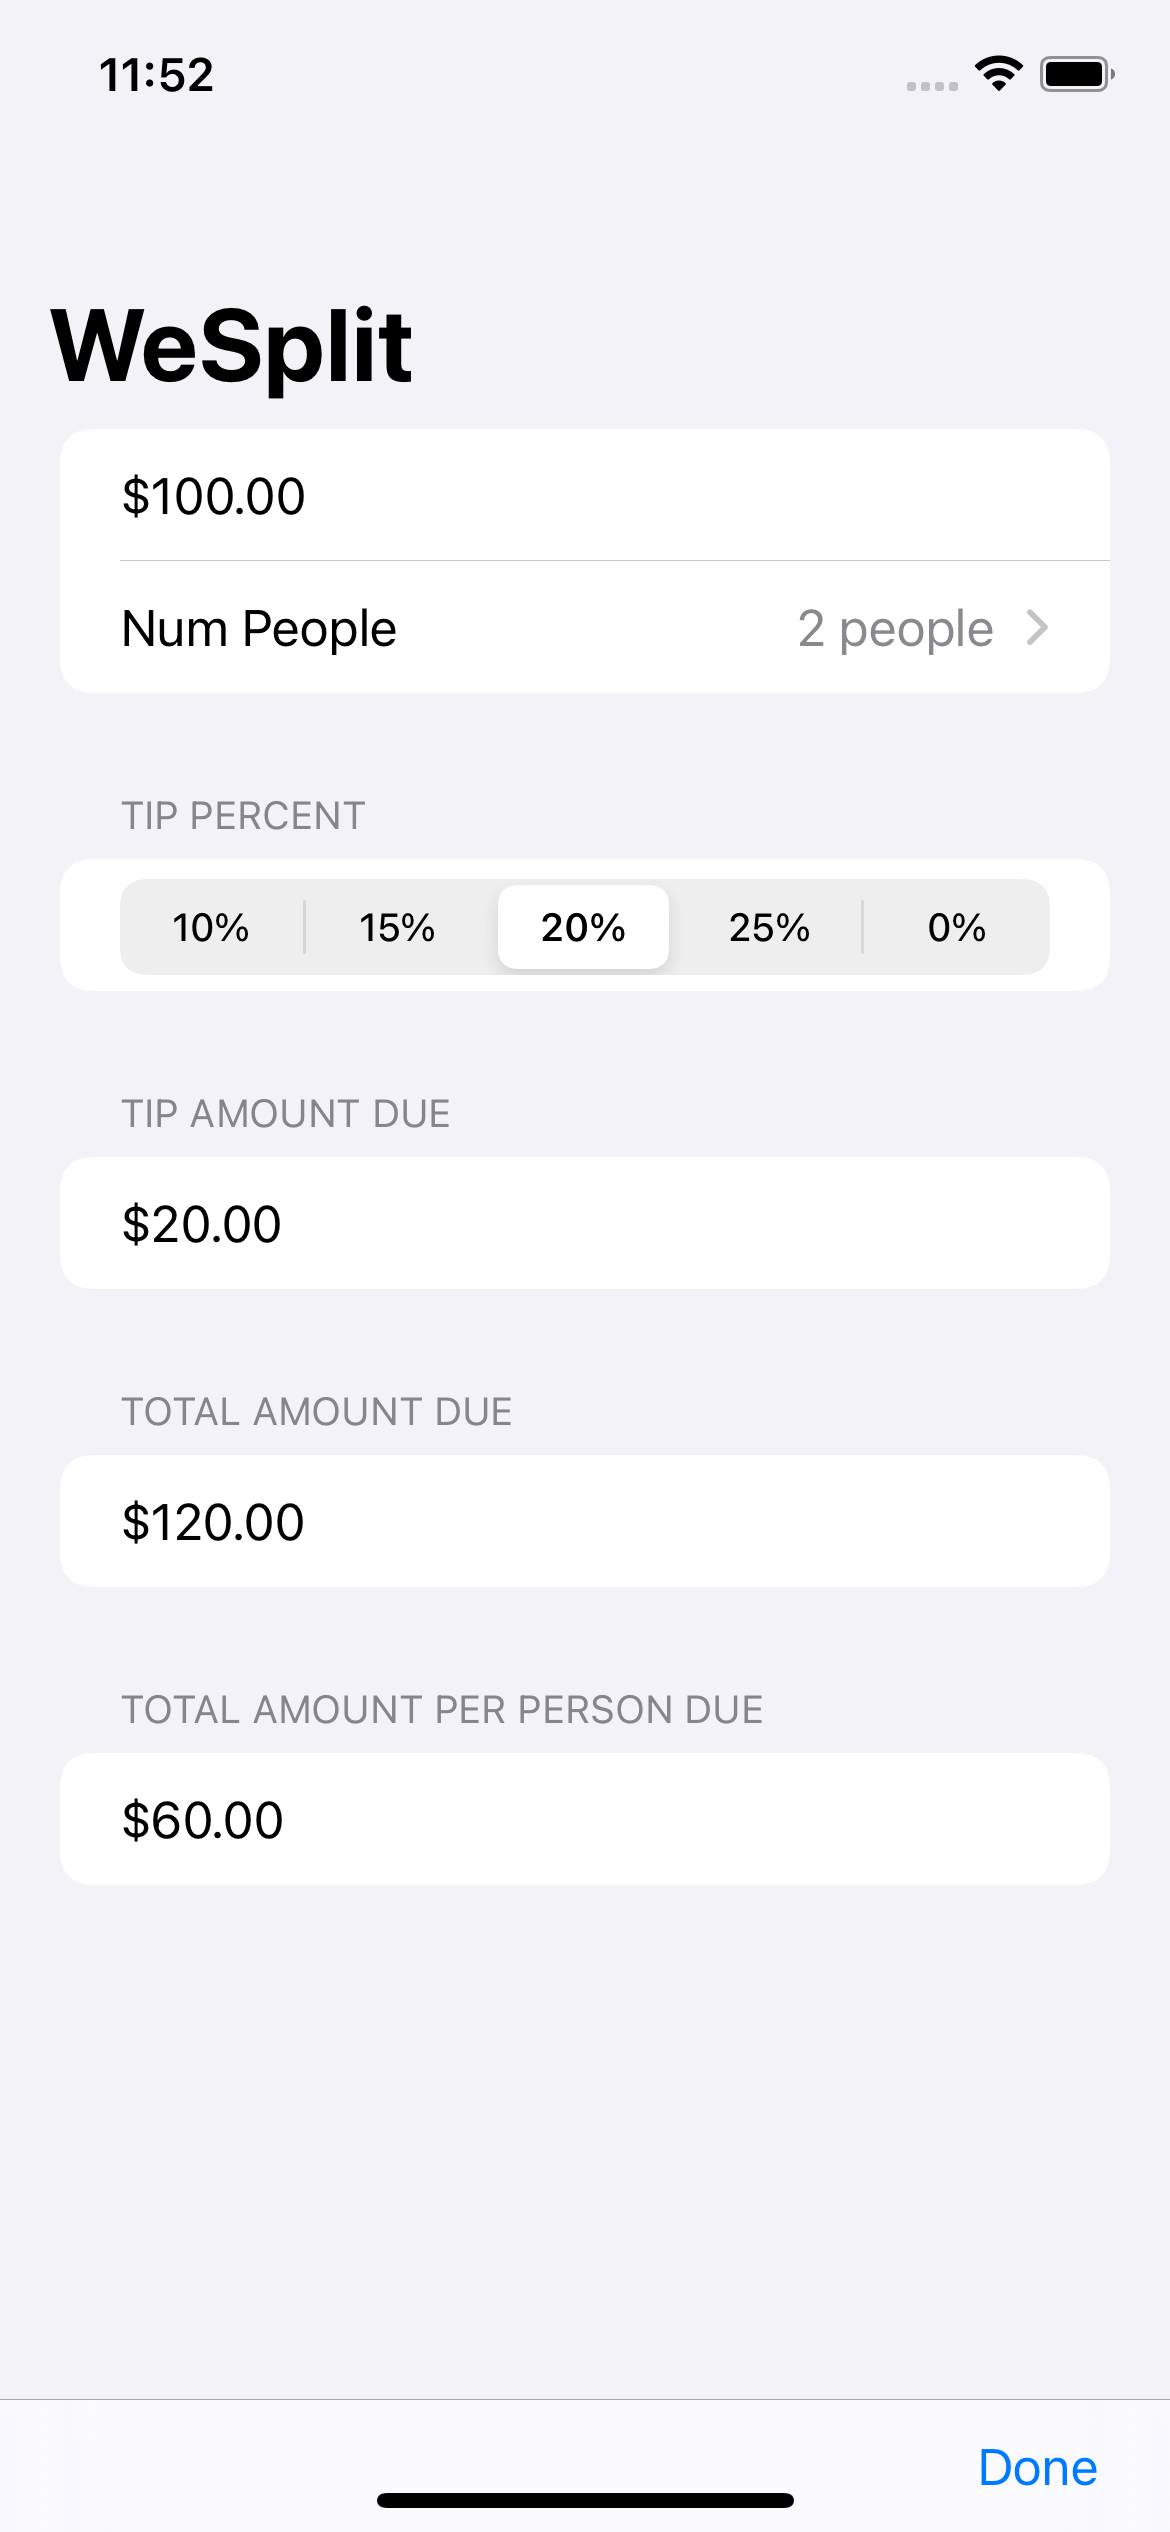 11:52
WeSplit
$100.00
Num People 2 people
TIP PERCENT
10% 15% 20% 25% 0%
TIP AMOUNT DUE
$20.00
TOTAL AMOUNT DUE
$120.00
TOTAL AMOUNT PER PERSON DUE
$60.00
Done